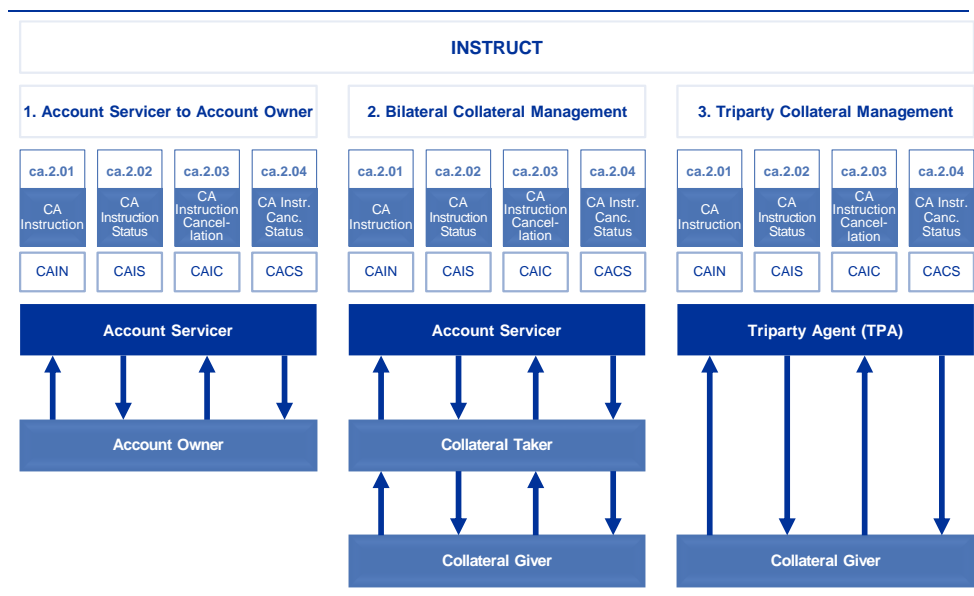 INSTRUCT
1. Account Servicer to Account Owner
2. Bilateral Collateral Management
3. Triparty Collateral Management
ca.2.01
ca.2.02
ca.2.03
ca.2.04
ca.2.01
ca.2.02
ca.2.03
ca.2.04
ca.2.01
ca.2.02
ca.2.03
ca.2.04
CA
Instruction
CA
Instruction
Status
CA
Instruction
Cancel-
lation
CA Instr.
Canc.
Status
CA
Instruction
CA
Instruction
Status
CA
Instruction
Cancel-
lation
CA Instr.
Canc.
Status
CA
Instruction
CA
Instruction
Status
CA
Instruction
Cancel-
lation
CA Instr.
Canc.
Status
CAIN
CAIS
CAIC
CACS
CAIN
CAIS
CAIC
CACS
CAIN
CAIS
CAIC
CACS
Account Servicer
Account Servicer
Triparty Agent (TPA)
Account Owner
Collateral Taker
Collateral Giver
Collateral Giver